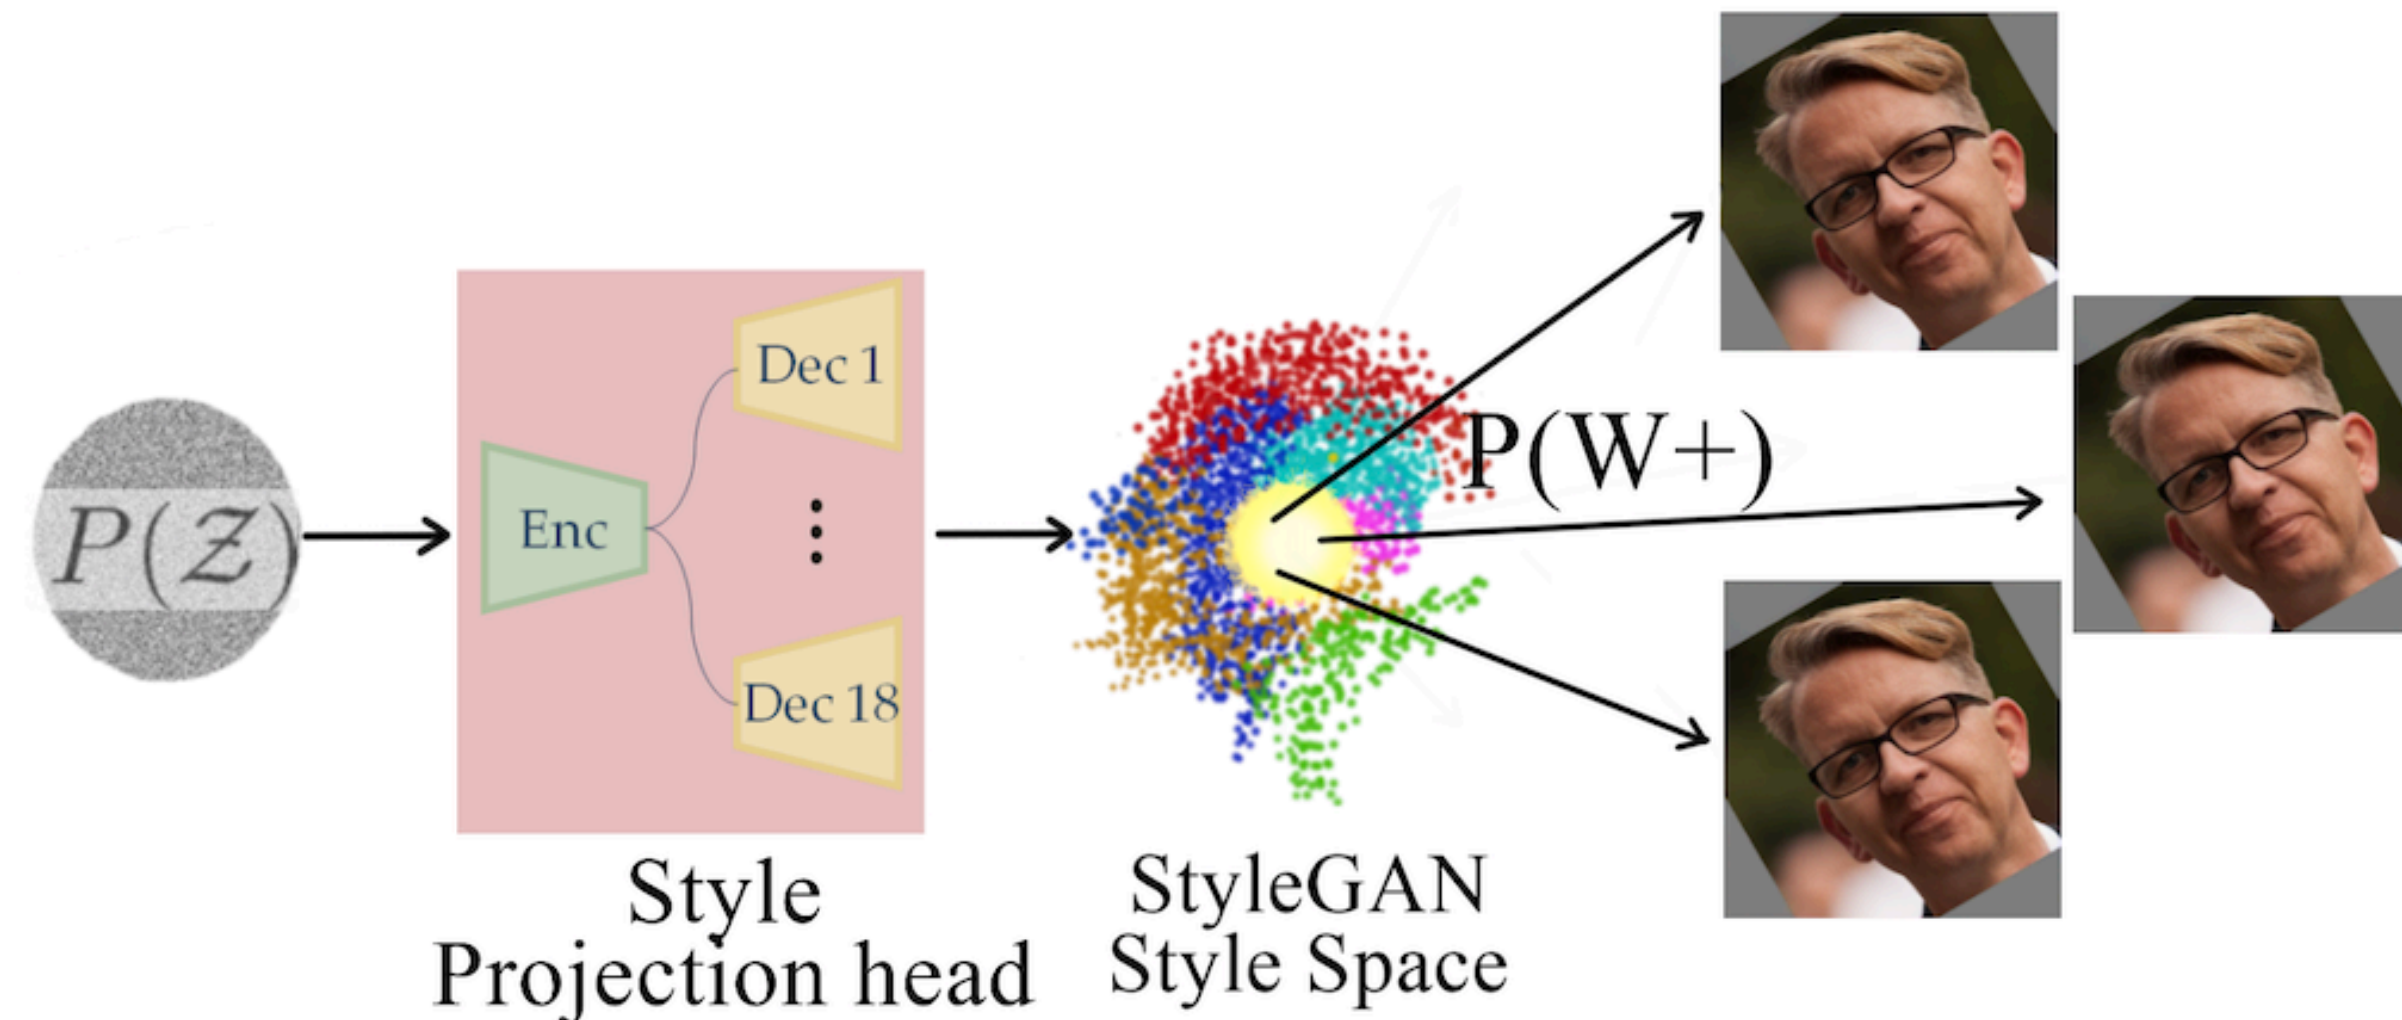 P(Z)
Enc
Dec 1
Dec 18
Style
Projection head
P(W+)
StyleGAN
Style Space